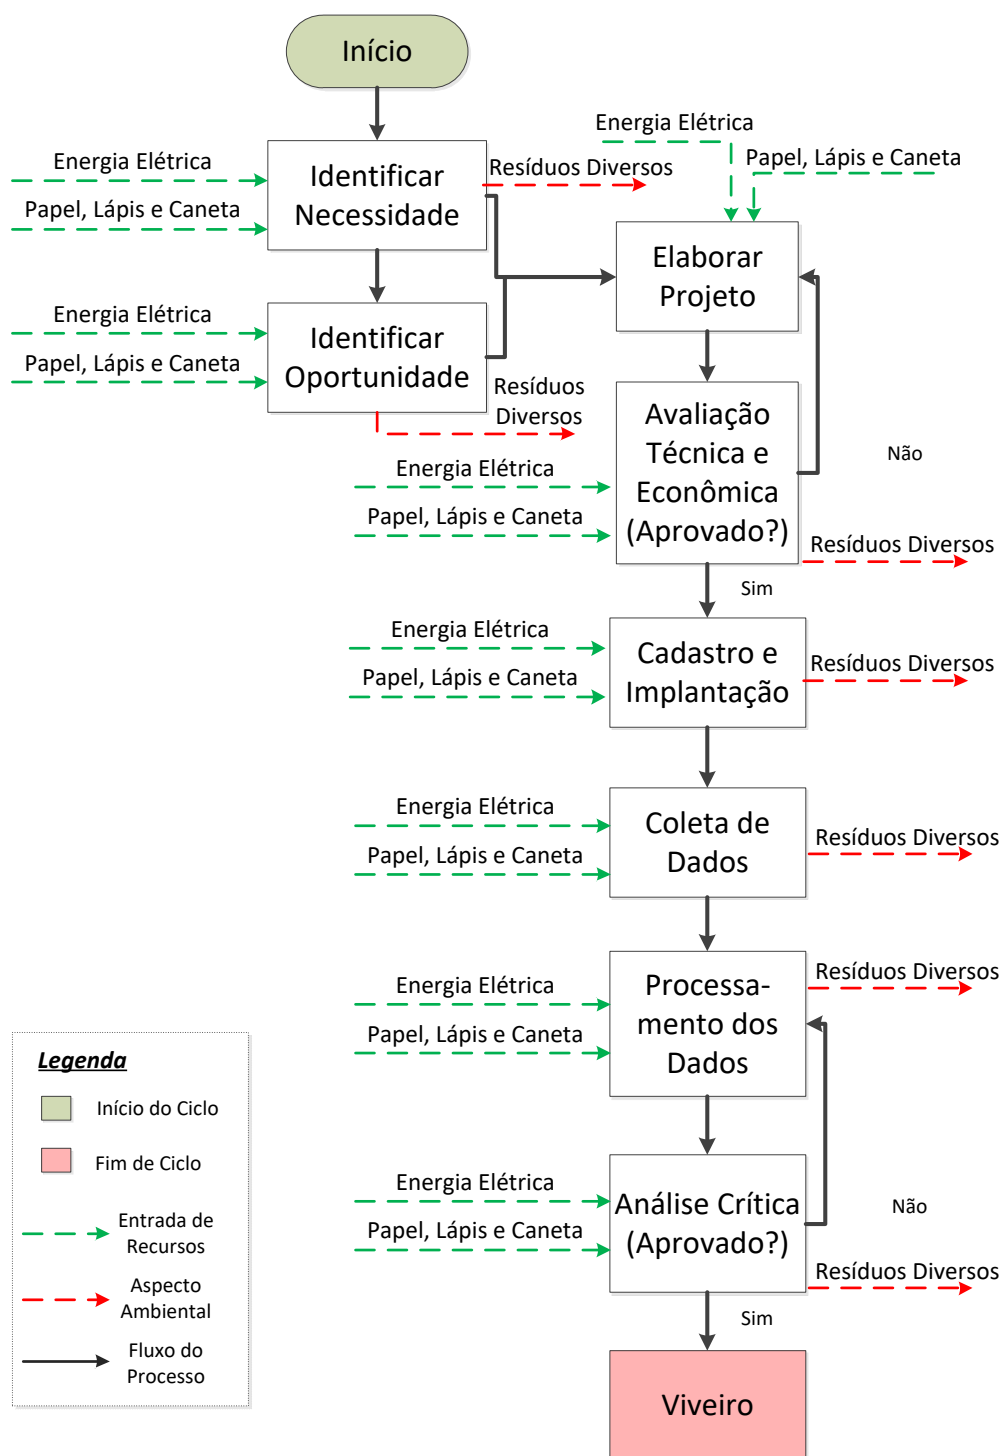 Início
Energia Elétrica
Papel, Lápis e Caneta
Identificar
Necessidade
Resíduos Diversos
Energia Elétrica
Papel, Lápis e Caneta
Elaborar
Projeto
Energia Elétrica
Papel, Lápis e Caneta
Identificar
Oportunidade
Resíduos
Diversos
Avaliação
Técnica e
Econômica
(Aprovado?)
Não
Energia Elétrica
Papel, Lápis e Caneta
Resíduos Diversos
Sim
Energia Elétrica
Papel, Lápis e Caneta
Cadastro e
Implantação
Resíduos Diversos
Energia Elétrica
Papel, Lápis e Caneta
Coleta de
Dados
Resíduos Diversos
Energia Elétrica
Papel, Lápis e Caneta
Processa-
mento dos
Dados
Resíduos Diversos
Energia Elétrica
Papel, Lápis e Caneta
Análise Crítica
(Aprovado?)
Não
Resíduos Diversos
Sim
Viveiro
Legenda
Início do Ciclo
Fim de Ciclo
Entrada de
Recursos
Aspecto
Ambiental
Fluxo do
Processo